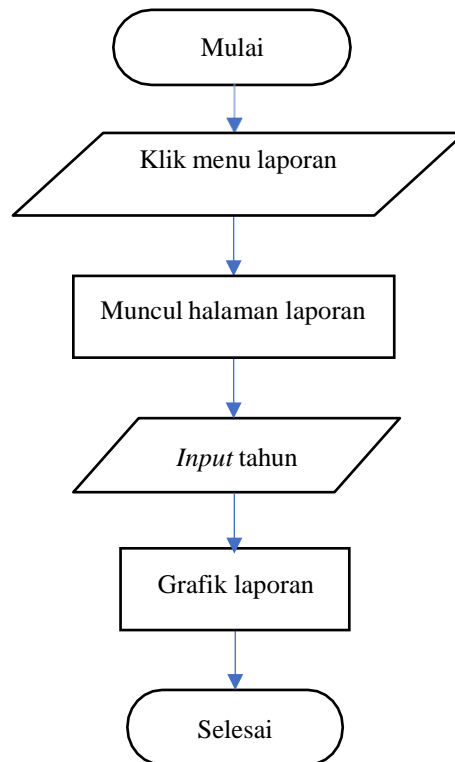 Mulai
Klik menu laporan
Muncul halaman laporan
Input tahun
Grafik laporan
Selesai